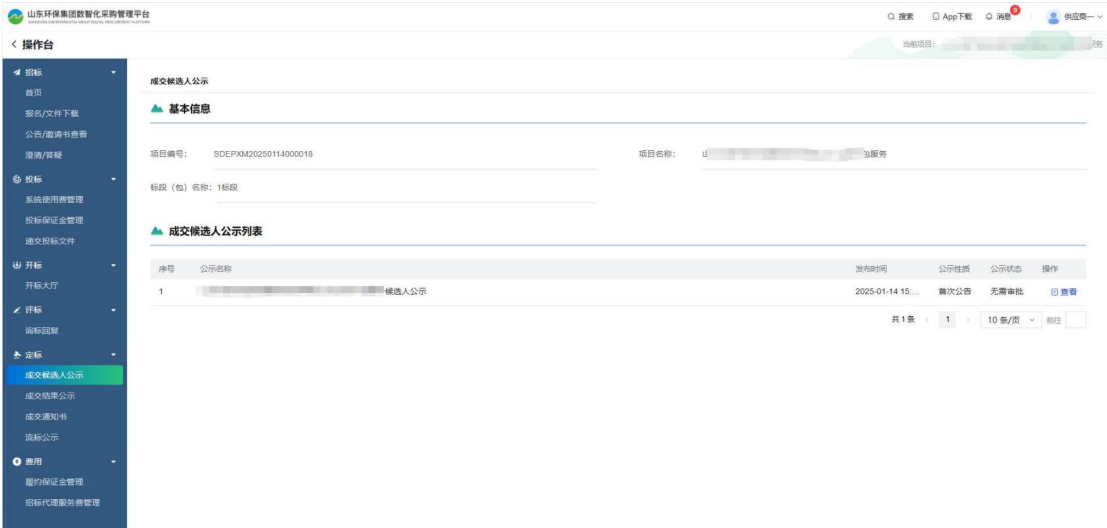 山东环保集团数智化采购管理平台
SHANDONG ENVIRONMENTAL GROUP DIGITAL PROCUREMENT PLATFORM
搜索 App下载 消息 9 供应商一
操作台
当前项目:
招标
首页
报名/文件下载
公告/邀请书查看
澄清/答疑
投标
系统使用费管理
投标保证金管理
递交投标文件
开标
开标大厅
评标
询标回复
定标
成交候选人公示
成交结果公示
成交通知书
流标公示
费用
履约保证金管理
招标代理服务费管理
成交候选人公示
基本信息
项目编号: SDEPXM20250114000018 项目名称: 服务
标段（包）名称: 1标段
成交候选人公示列表
序号 公示名称 发布时间 公示性质 公示状态 操作
1 候选人公示 2025-01-14 15:... 首次公告 无需审批 查看
共 1 条 1 10 条/页 前往